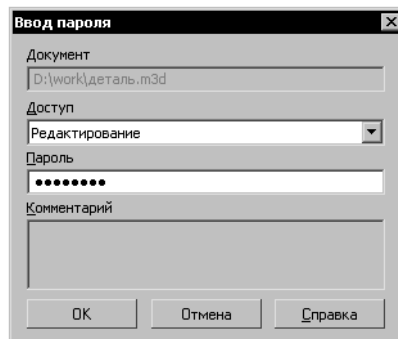 Ввод пароля
Документ
D:\work\деталь.m3d
Доступ
Редактирование
Пароль
●●●●●●●●
Комментарий
OK Отмена Справка